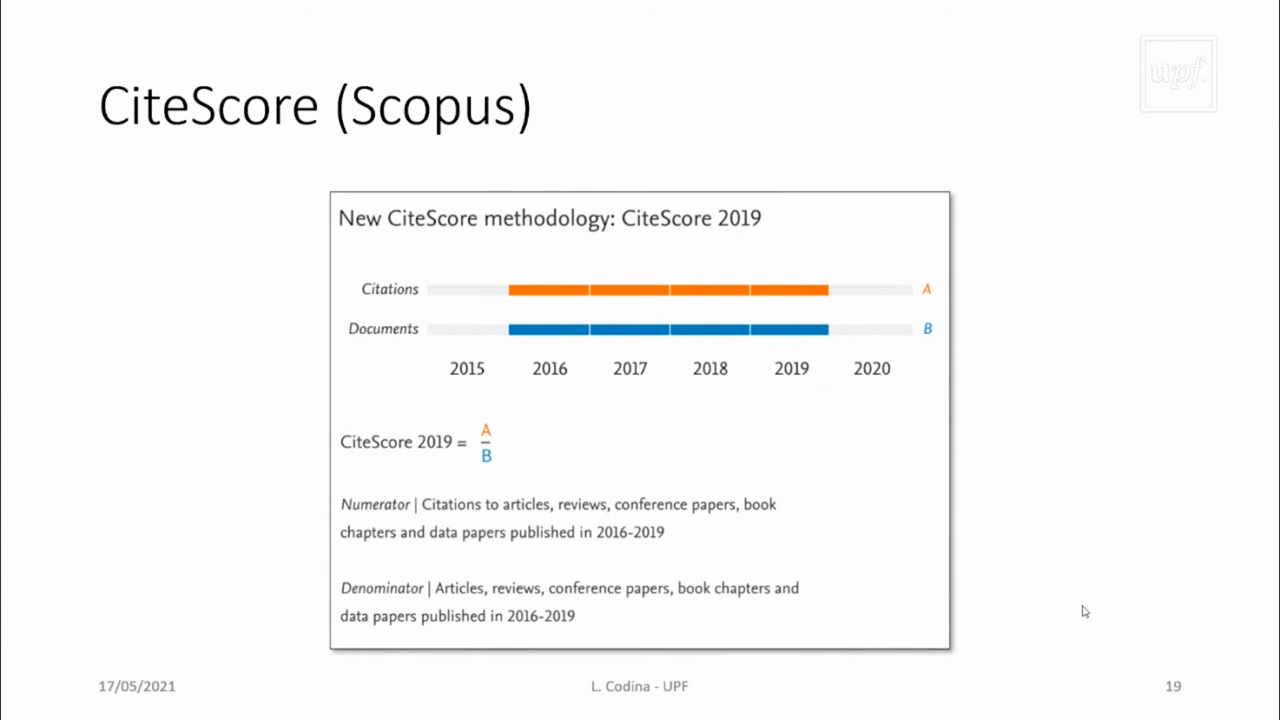 upf.
CiteScore (Scopus)
New CiteScore methodology: CiteScore 2019
Citations A
Documents B
2015 2016 2017 2018 2019 2020
CiteScore 2019 = A
B
Numerator | Citations to articles, reviews, conference papers, book
chapters and data papers published in 2016-2019
Denominator | Articles, reviews, conference papers, book chapters and
data papers published in 2016-2019
17/05/2021 L. Codina - UPF 19